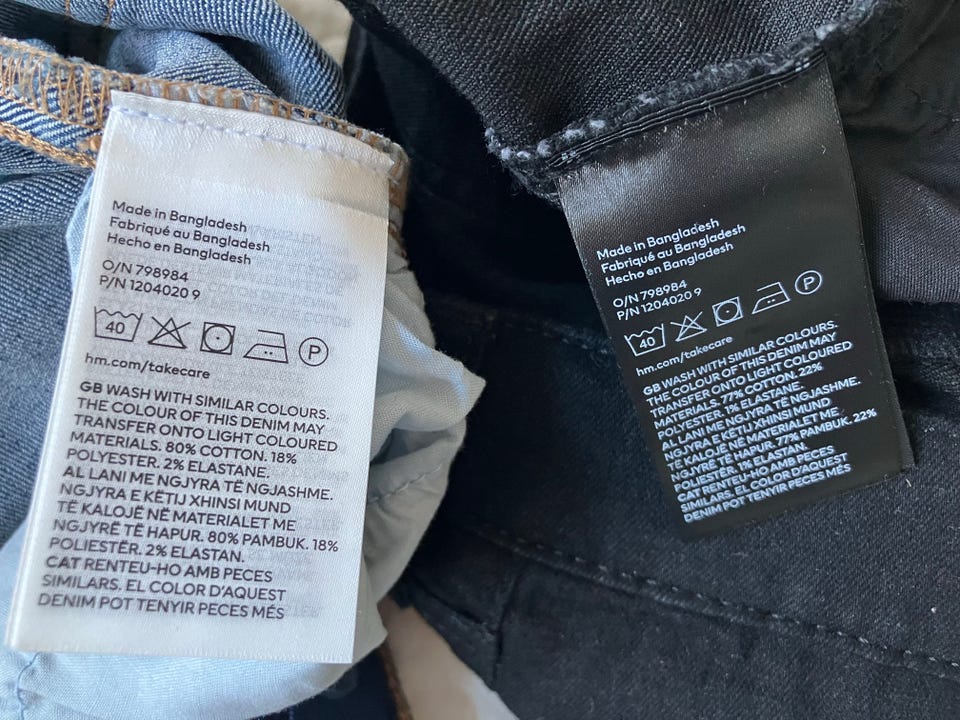 Made in Bangladesh
Fabriqué au Bangladesh
Hecho en Bangladesh
O/N 798984
P/N 1204020 9
40
P
hm.com/takecare
GB WASH WITH SIMILAR COLOURS.
THE COLOUR OF THIS DENIM MAY
TRANSFER ONTO LIGHT COLOURED
MATERIALS. 80% COTTON. 18%
POLYESTER. 2% ELASTANE.
AL LANI ME NGJYRA TË NGJASHME.
NGJYRA E KËTIJ XHINSI MUND
TË KALOJË NË MATERIALET ME
NGJYRË TË HAPUR. 80% PAMBUK. 18%
POLIESTËR. 2% ELASTAN.
CAT RENTEU-HO AMB PECES
SIMILARS. EL COLOR D'AQUEST
DENIM POT TENYIR PECES MÉS
Made in Bangladesh
Fabriqué au Bangladesh
Hecho en Bangladesh
O/N 798984
P/N 1204020 9
40
P
hm.com/takecare
GB WASH WITH SIMILAR COLOURS.
THE COLOUR OF THIS DENIM MAY
TRANSFER ONTO LIGHT COLOURED
MATERIALS. 77% COTTON. 22%
POLYESTER. 1% ELASTANE.
AL LANI ME NGJYRA TË NGJASHME.
NGJYRA E KËTIJ XHINSI MUND
TË KALOJË NË MATERIALET ME
NGJYRË TË HAPUR. 77% PAMBUK. 22%
POLIESTËR. 1% ELASTAN.
CAT RENTEU-HO AMB PECES
SIMILARS. EL COLOR D'AQUEST
DENIM POT TENYIR PECES MÉS